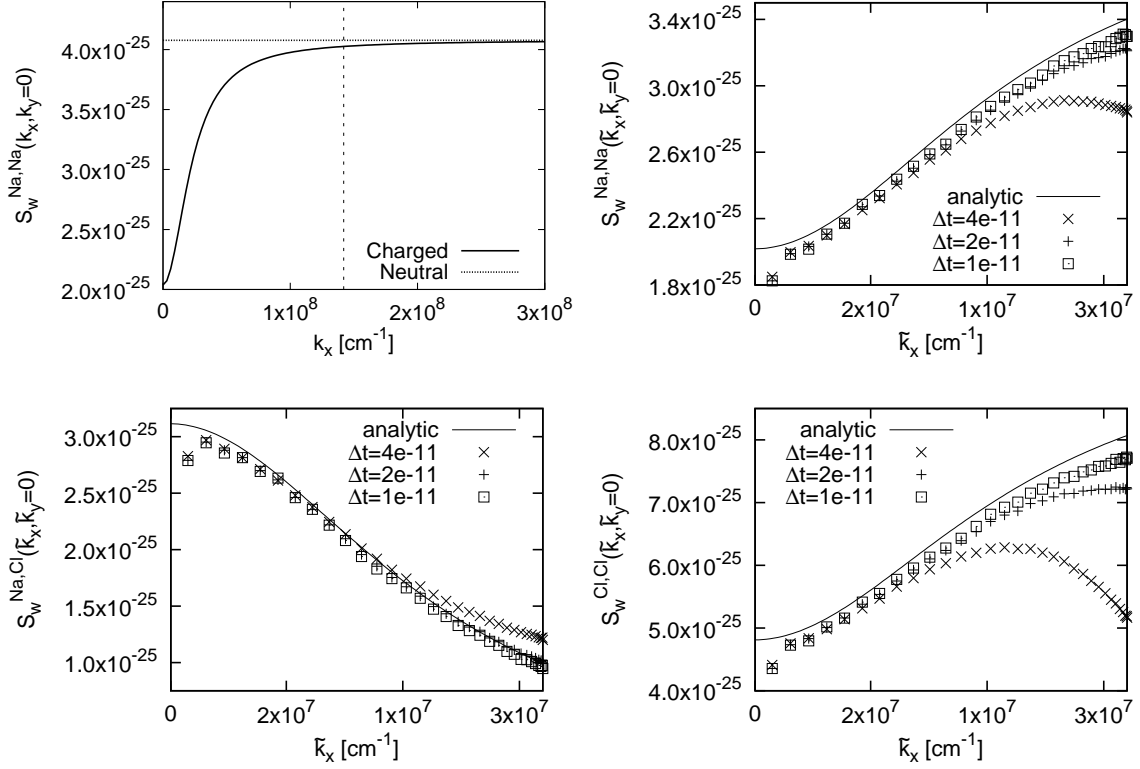 S_w^{Na,Na}(k_x,k_y=0)
4.0x10^{-25}
3.5x10^{-25}
3.0x10^{-25}
2.5x10^{-25}
2.0x10^{-25}
Charged
Neutral
0 1x10^8 2x10^8 3x10^8
k_x [cm^{-1}]
S_w^{Na,Na}(k̃_x,k̃_y=0)
3.4x10^{-25}
3.0x10^{-25}
2.6x10^{-25}
2.2x10^{-25}
1.8x10^{-25}
analytic
Δt=4e-11
Δt=2e-11
Δt=1e-11
0 2x10^7 1x10^7 3x10^7
k̃_x [cm^{-1}]
S_w^{Na,Cl}(k̃_x,k̃_y=0)
3.0x10^{-25}
2.5x10^{-25}
2.0x10^{-25}
1.5x10^{-25}
1.0x10^{-25}
analytic
Δt=4e-11
Δt=2e-11
Δt=1e-11
0 2x10^7 1x10^7 3x10^7
k̃_x [cm^{-1}]
S_w^{Cl,Cl}(k̃_x,k̃_y=0)
8.0x10^{-25}
7.0x10^{-25}
6.0x10^{-25}
5.0x10^{-25}
4.0x10^{-25}
analytic
Δt=4e-11
Δt=2e-11
Δt=1e-11
0 2x10^7 1x10^7 3x10^7
k̃_x [cm^{-1}]